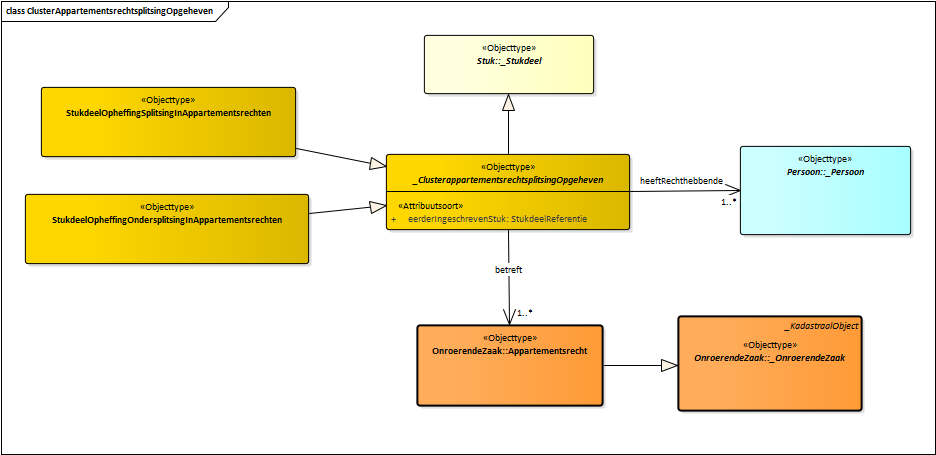 class ClusterAppartementsrechtsplitsingOpgeheven
«Objecttype»
Stuk::_Stukdeel
«Objecttype»
StukdeelOpheffingSplitsingInAppartementsrechten
«Objecttype»
_ClusterappartementsrechtsplitsingOpgeheven
«Attribuutsoort»
+ eerderIngeschrevenStuk: StukdeelReferentie
heeftRechthebbende
1..*
«Objecttype»
Persoon::_Persoon
«Objecttype»
StukdeelOpheffingOndersplitsingInAppartementsrechten
betreft
1..*
«Objecttype»
OnroerendeZaak::Appartementsrecht
_KadastraalObject
«Objecttype»
OnroerendeZaak::_OnroerendeZaak